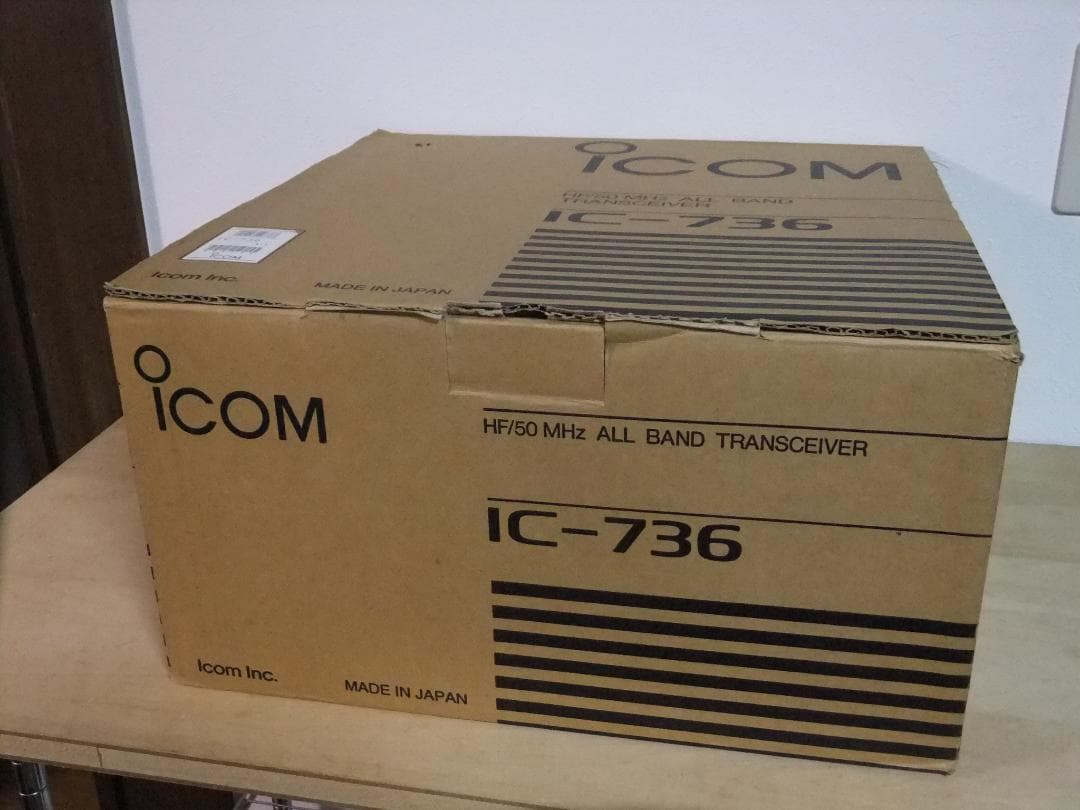 iCOM
HF/50 MHz ALL BAND
TRANSCEIVER
IC-736
iCOM
Icom Inc.
MADE IN JAPAN
iCOM
HF/50 MHz ALL BAND TRANSCEIVER
IC-736
Icom Inc.
MADE IN JAPAN